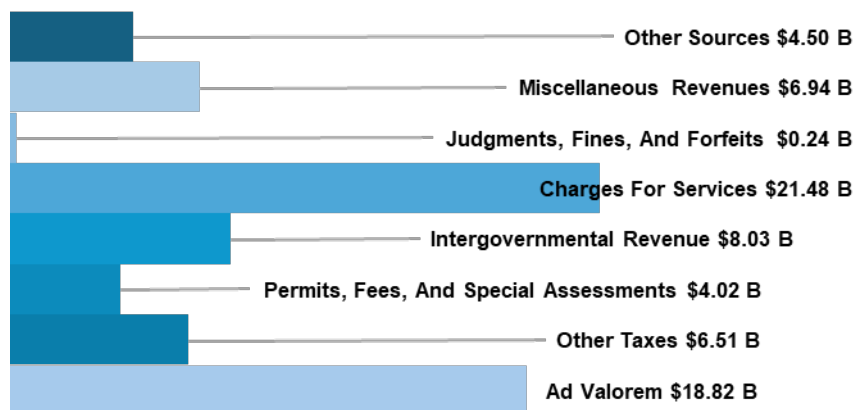 Other Sources $4.50 B
Miscellaneous Revenues $6.94 B
Judgments, Fines, And Forfeits $0.24 B
Charges For Services $21.48 B
Intergovernmental Revenue $8.03 B
Permits, Fees, And Special Assessments $4.02 B
Other Taxes $6.51 B
Ad Valorem $18.82 B